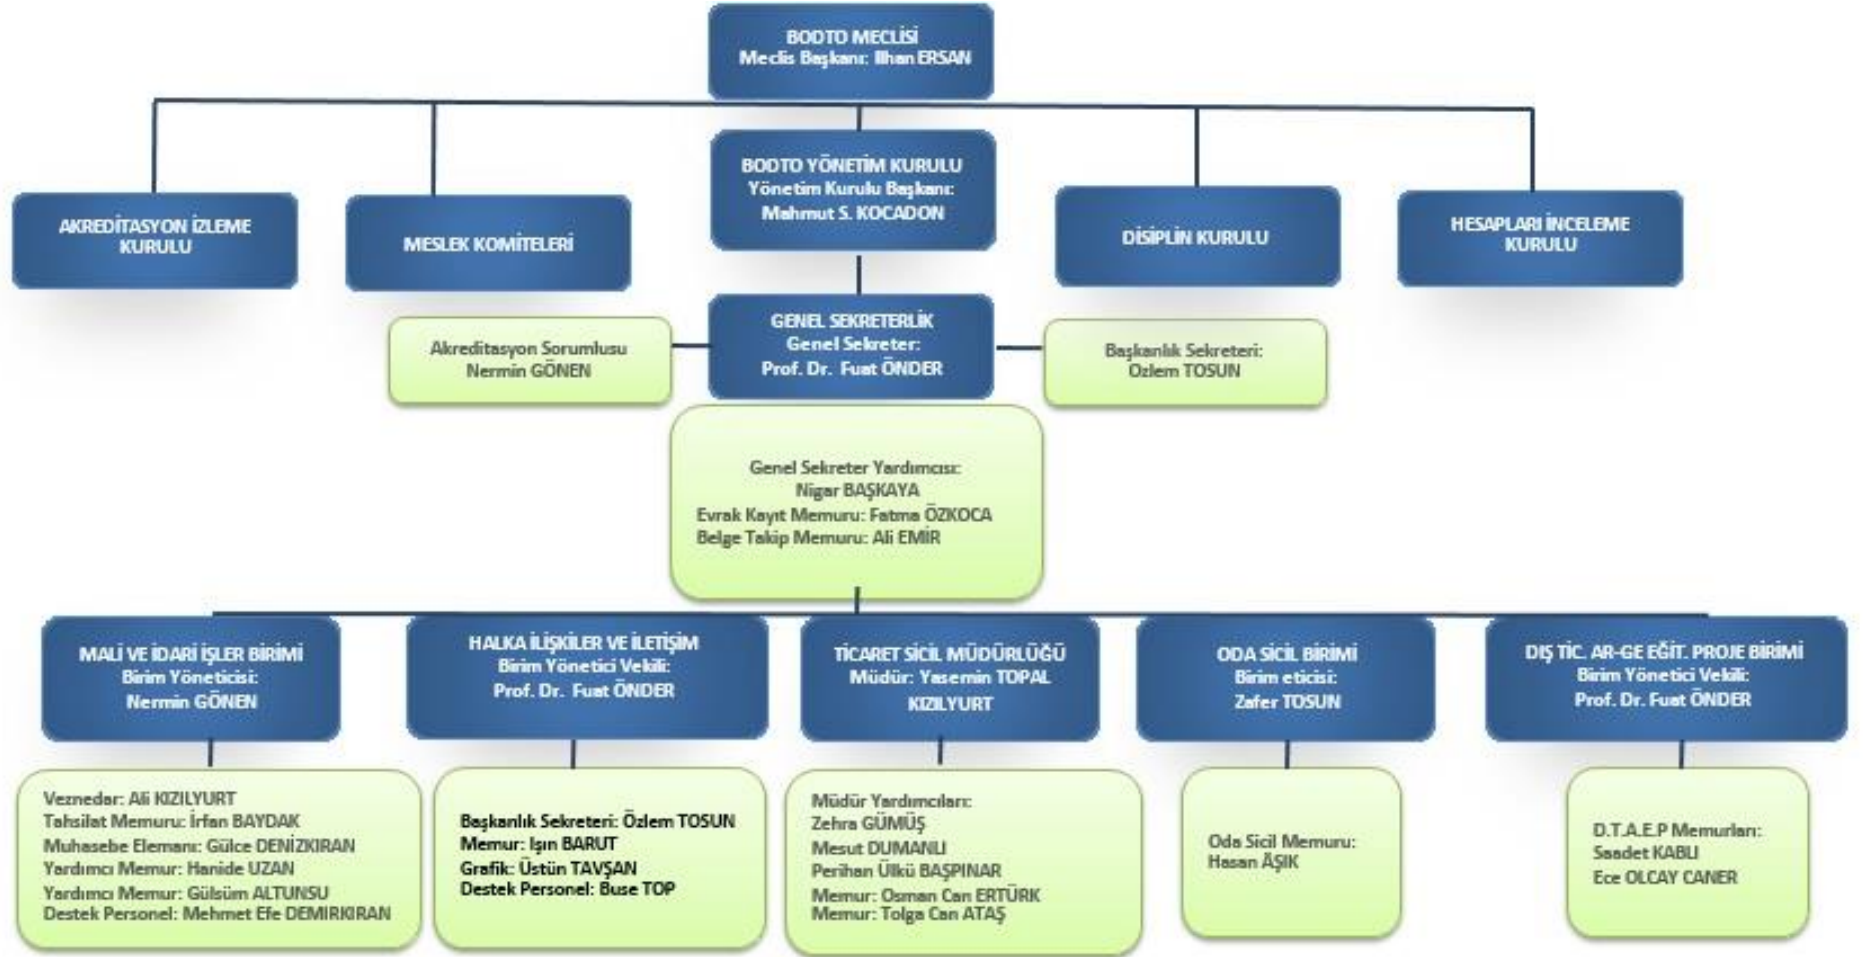 BODTO MECLİSİ
Meclis Başkanı: İlhan ERSAN
BODTO YÖNETİM KURULU
Yönetim Kurulu Başkanı:
Mahmut S. KOCADON
AKREDİTASYON İZLEME
KURULU
MESLEK KOMİTELERİ
DİSİPLİN KURULU
HESAPLARI İNCELEME
KURULU
GENEL SEKRETERLİK
Genel Sekreter:
Prof. Dr. Fuat ÖNDER
Akreditasyon Sorumlusu
Nermin GÖNEN
Başkanlık Sekreteri:
Ozlem TOSUN
Genel Sekreter Yardımcısı:
Nigar BAŞKAYA
Evrak Kayıt Memuru: Fatma ÖZKOCA
Belge Takip Memuru: Ali EMİR
MALİ VE İDARİ İŞLER BİRİMİ
Birim Yöneticisi:
Nermin GÖNEN
HALKA İLİŞKİLER VE İLETİŞİM
Birim Yönetici Vekili:
Prof. Dr. Fuat ÖNDER
TİCARET SİCİL MÜDÜRLÜĞÜ
Müdür: Yasemin TOPAL
KIZILYURT
ODA SİCİL BİRİMİ
Birim eticisi:
Zafer TOSUN
DIŞ TİC. AR-GE EĞİT. PROJE BİRİMİ
Birim Yönetici Vekili:
Prof. Dr. Fuat ÖNDER
Veznedar: Ali KIZILYURT
Tahsilat Memuru: İrfan BAYDAK
Muhasebe Elemanı: Gülce DENİZKIRAN
Yardımcı Memur: Hanide UZAN
Yardımcı Memur: Gülsüm ALTUNSU
Destek Personel: Mehmet Efe DEMİRKIRAN
Başkanlık Sekreteri: Özlem TOSUN
Memur: Işın BARUT
Grafik: Üstün TAVŞAN
Destek Personel: Buse TOP
Müdür Yardımcıları:
Zehra GÜMÜŞ
Mesut DUMANLI
Perihan Ülkü BAŞPINAR
Memur: Osman Can ERTÜRK
Memur: Tolga Can ATAŞ
Oda Sicil Memuru:
Hasan ÂŞIK
D.T.A.E.P Memurları:
Saadet KABLI
Ece OLCAY CANER